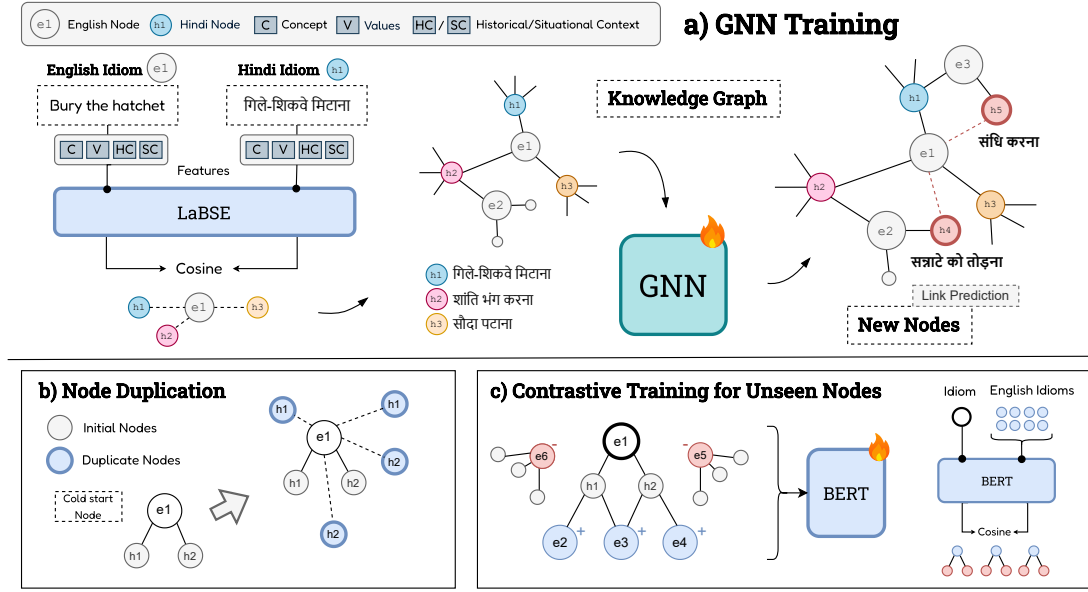 e1 English Node h1 Hindi Node C Concept V Values HC / SC Historical/Situational Context
a) GNN Training
English Idiom e1
Hindi Idiom h1
Bury the hatchet
गिले-शिकवे मिटाना
C V HC SC
C V HC SC
Features
LaBSE
Cosine
h1 e1 h3
h2
Knowledge Graph
h1
e1
h2
h3
e2
h1 गिले-शिकवे मिटाना
h2 शांति भंग करना
h3 सौदा पटाना
GNN
e3
h1
h5
संधि करना
e1
h2
h3
e2
h4
सन्नाटे को तोड़ना
Link Prediction
New Nodes
b) Node Duplication
Initial Nodes
Duplicate Nodes
Cold start
Node
e1
h1 h2
h1
h1
e1
h2
h1 h2
h2
c) Contrastive Training for Unseen Nodes
e1
e6 -
- e5
h1 h2
e2 + e3 + e4 +
BERT
Idiom English Idioms
BERT
Cosine